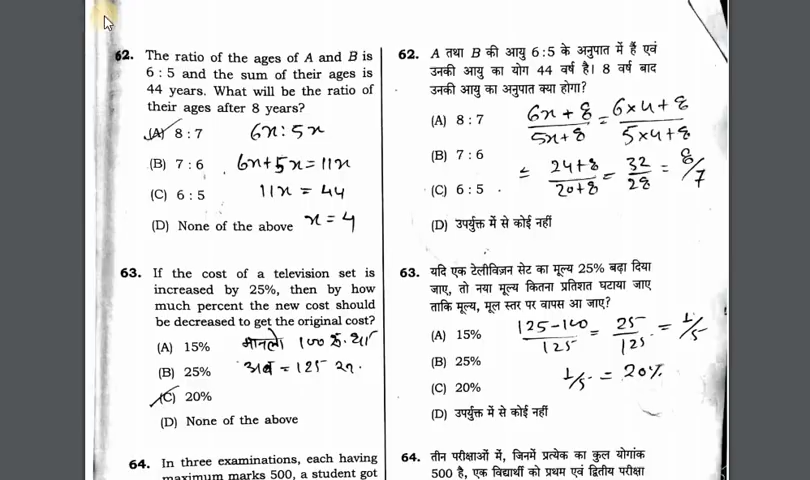 62. The ratio of the ages of A and B is
6 : 5 and the sum of their ages is
44 years. What will be the ratio of
their ages after 8 years?
(A) 8 : 7
6x : 5x
(B) 7 : 6
6x+5x = 11x
(C) 6 : 5
11x = 44
(D) None of the above
x = 4
63. If the cost of a television set is
increased by 25%, then by how
much percent the new cost should
be decreased to get the original cost?
(A) 15%
मानलो 100 रु. था
(B) 25%
अब = 125
(C) 20%
(D) None of the above
64. In three examinations, each having
maximum marks 500, a student got
62. A तथा B की आयु 6:5 के अनुपात में हैं एवं
उनकी आयु का योग 44 वर्ष है। 8 वर्ष बाद
उनकी आयु का अनुपात क्या होगा?
(A) 8 : 7
6x + 8 / 5x + 8 = 6×4+8 / 5×4+8
(B) 7 : 6
= 24+8 / 20+8 = 32 / 28 = 8/7
(C) 6 : 5
(D) उपर्युक्त में से कोई नहीं
63. यदि एक टेलीविज़न सेट का मूल्य 25% बढ़ा दिया
जाए, तो नया मूल्य कितना प्रतिशत घटाया जाए
ताकि मूल्य, मूल स्तर पर वापस आ जाए?
(A) 15%
125-100 / 125 = 25 / 125 = 1/5
(B) 25%
1/5 = 20%
(C) 20%
(D) उपर्युक्त में से कोई नहीं
64. तीन परीक्षाओं में, जिनमें प्रत्येक का कुल योगांक
500 है, एक विद्यार्थी को प्रथम एवं द्वितीय परीक्षा